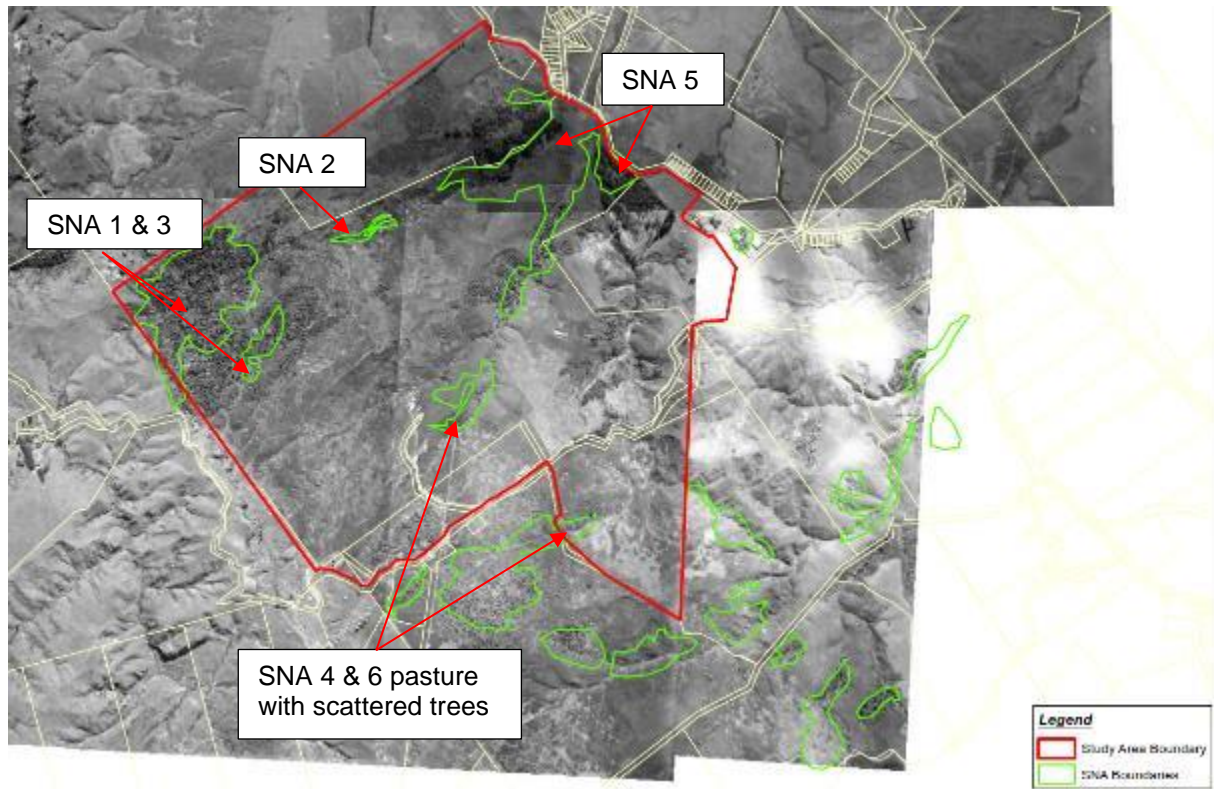 SNA 5
SNA 2
SNA 1 & 3
SNA 4 & 6 pasture
with scattered trees
Legend
Study Area Boundary
SNA Boundaries